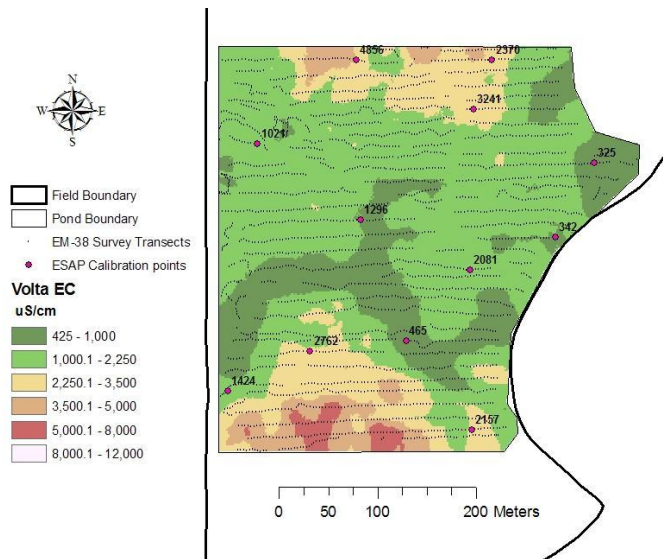 4856
2370
N
W E
S
3241
1021
325
Field Boundary
Pond Boundary
1296
EM-38 Survey Transects
342
ESAP Calibration points
2081
Volta EC
uS/cm
425 - 1,000
465
1,000.1 - 2,250
2762
2,250.1 - 3,500
3,500.1 - 5,000
1424
5,000.1 - 8,000
2157
8,000.1 - 12,000
0 50 100 200 Meters